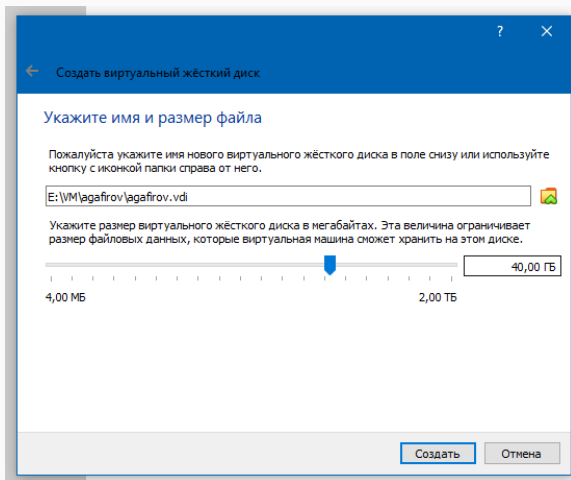 ?
Создать виртуальный жёсткий диск
Укажите имя и размер файла
Пожалуйста укажите имя нового виртуального жёсткого диска в поле снизу или используйте
кнопку с иконкой папки справа от него.
E:\VM\agafirov\agafirov.vdi
Укажите размер виртуального жёсткого диска в мегабайтах. Эта величина ограничивает
размер файловых данных, которые виртуальная машина сможет хранить на этом диске.
40,00 ГБ
4,00 МБ 2,00 ТБ
Создать Отмена